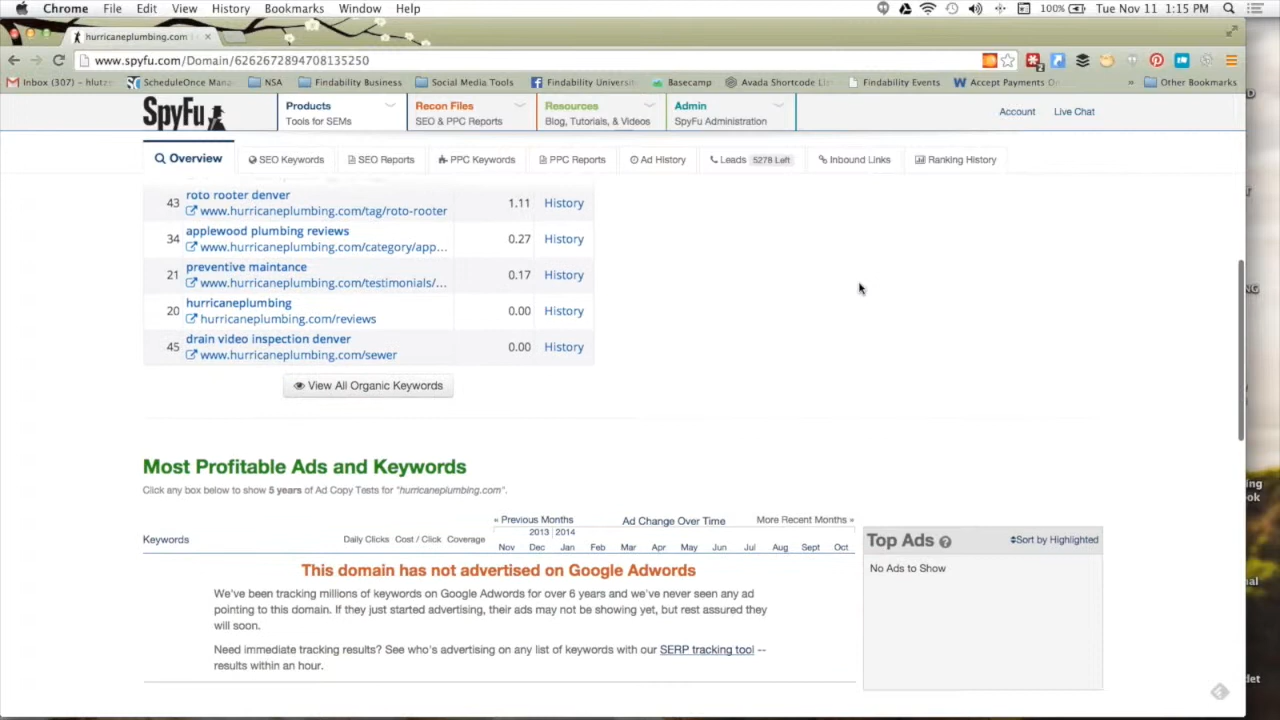 Chrome File Edit View History Bookmarks Window Help 100% Tue Nov 11 1:15 PM
hurricaneplumbing.com
www.spyfu.com/Domain/6262672894708135250
Inbox (307) – hlutz ScheduleOnce Mana NSA Findability Business Social Media Tools Findability Universi Basecamp Avada Shortcode Li Findability Events Accept Payments On » Other Bookmarks
SpyFu
Products
Tools for SEMs
Recon Files
SEO & PPC Reports
Resources
Blog, Tutorials, & Videos
Admin
SpyFu Administration
Account Live Chat
Overview SEO Keywords SEO Reports PPC Keywords PPC Reports Ad History Leads 5278 Left Inbound Links Ranking History
43 roto rooter denver 1.11 History
www.hurricaneplumbing.com/tag/roto-rooter
34 applewood plumbing reviews 0.27 History
www.hurricaneplumbing.com/category/app...
21 preventive maintance 0.17 History
www.hurricaneplumbing.com/testimonials/...
20 hurricaneplumbing 0.00 History
hurricaneplumbing.com/reviews
45 drain video inspection denver 0.00 History
www.hurricaneplumbing.com/sewer
View All Organic Keywords
Most Profitable Ads and Keywords
Click any box below to show 5 years of Ad Copy Tests for "hurricaneplumbing.com".
« Previous Months Ad Change Over Time More Recent Months »
2013 2014
Keywords Daily Clicks Cost / Click Coverage
Nov Dec Jan Feb Mar Apr May Jun Jul Aug Sept Oct
Top Ads Sort by Highlighted
No Ads to Show
This domain has not advertised on Google Adwords
We've been tracking millions of keywords on Google Adwords for over 6 years and we've never seen any ad
pointing to this domain. If they just started advertising, their ads may not be showing yet, but rest assured they
will soon.
Need immediate tracking results? See who's advertising on any list of keywords with our SERP tracking tool --
results within an hour.